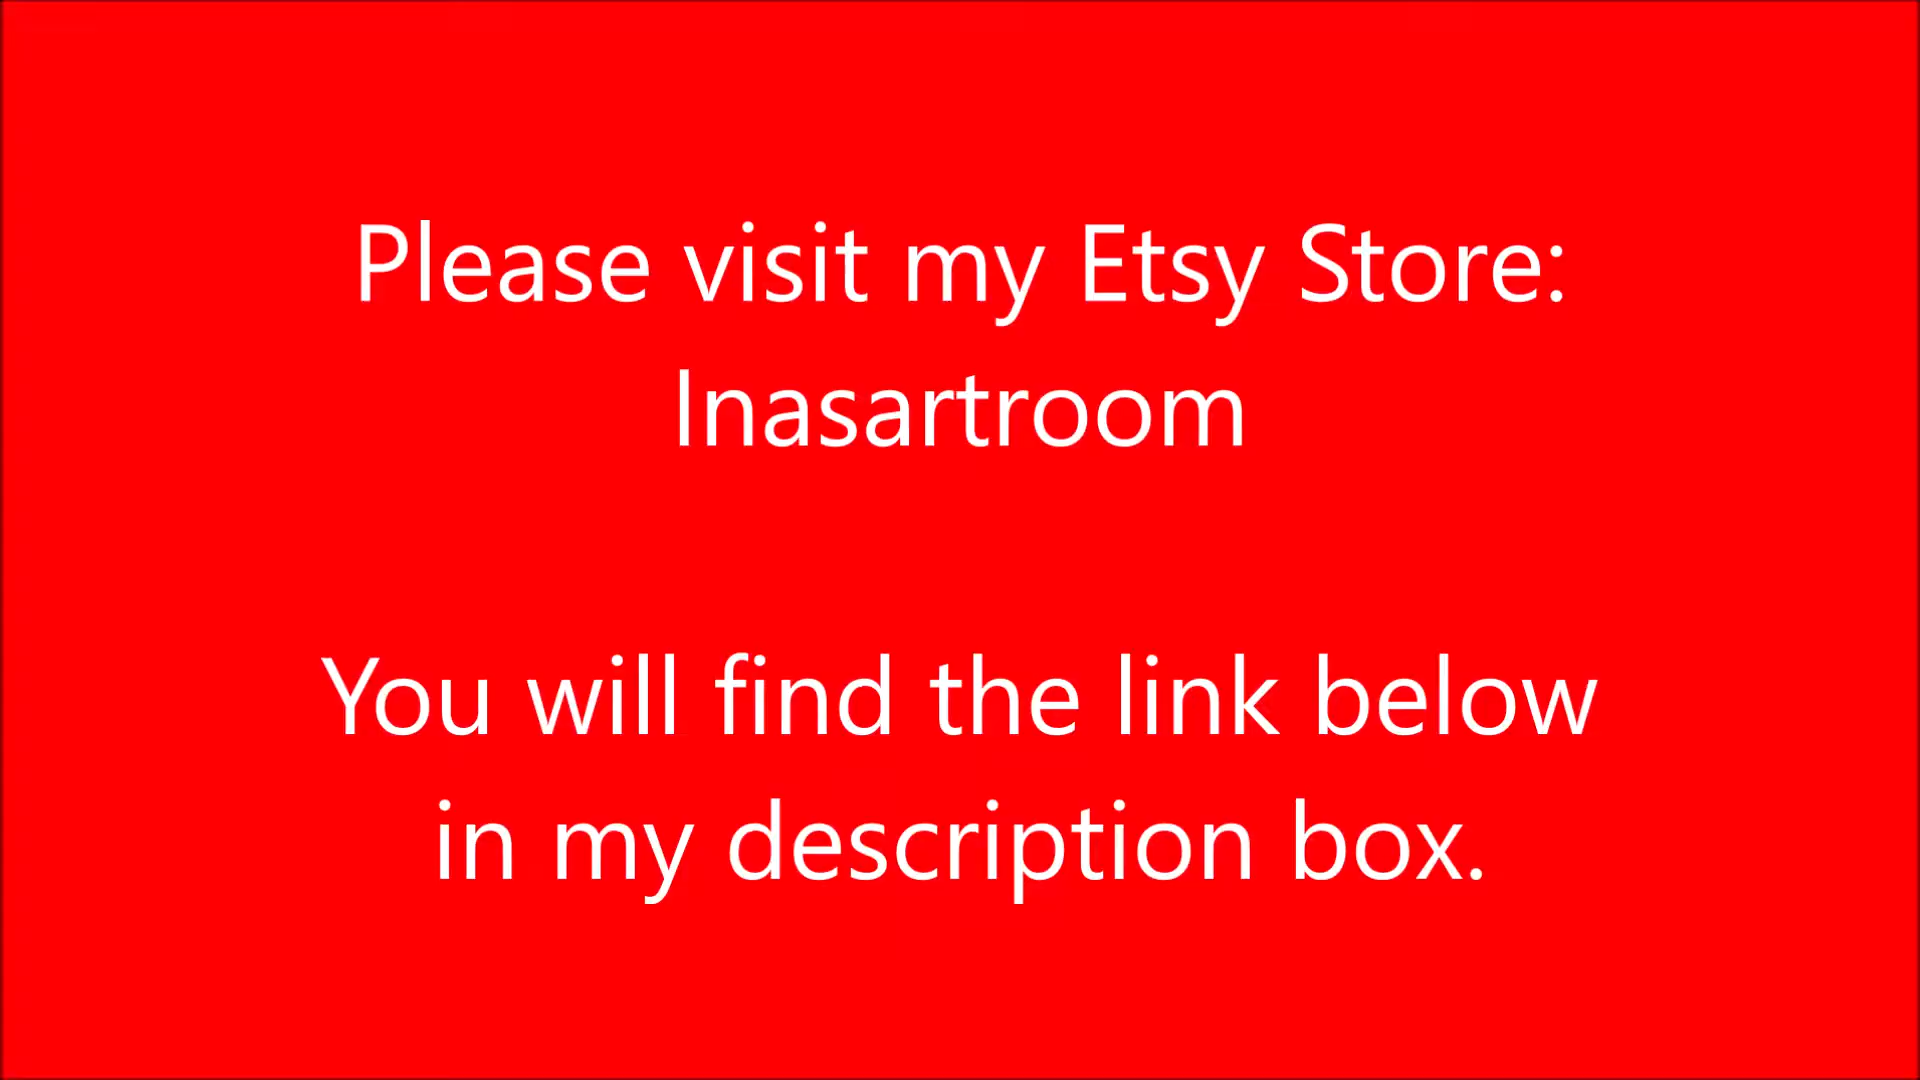 Please visit my Etsy Store:
Inasartroom
You will find the link below
in my description box.